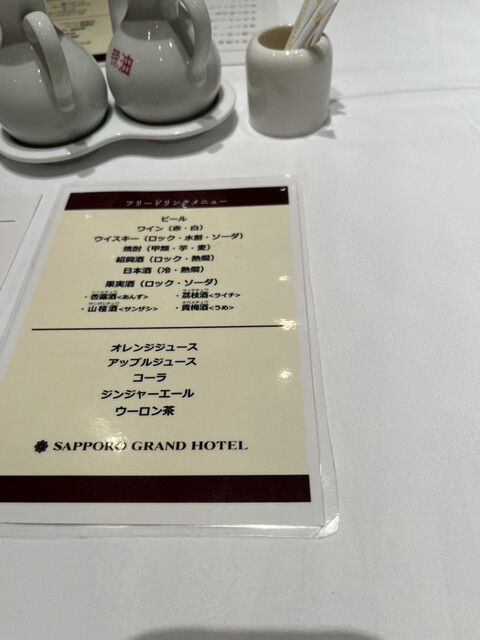 醤油
フリードリンクメニュー
ビール
ワイン（赤・白）
ウイスキー（ロック・水割・ソーダ）
焼酎（甲類・芋・麦）
紹興酒（ロック・熱燗）
日本酒（冷・熱燗）
果実酒（ロック・ソーダ）
・杏露酒<あんず> ・茘枝酒<ライチ>
・山樝酒<サンザシ> ・貴梅酒<うめ>
オレンジジュース
アップルジュース
コーラ
ジンジャーエール
ウーロン茶
SAPPORO GRAND HOTEL